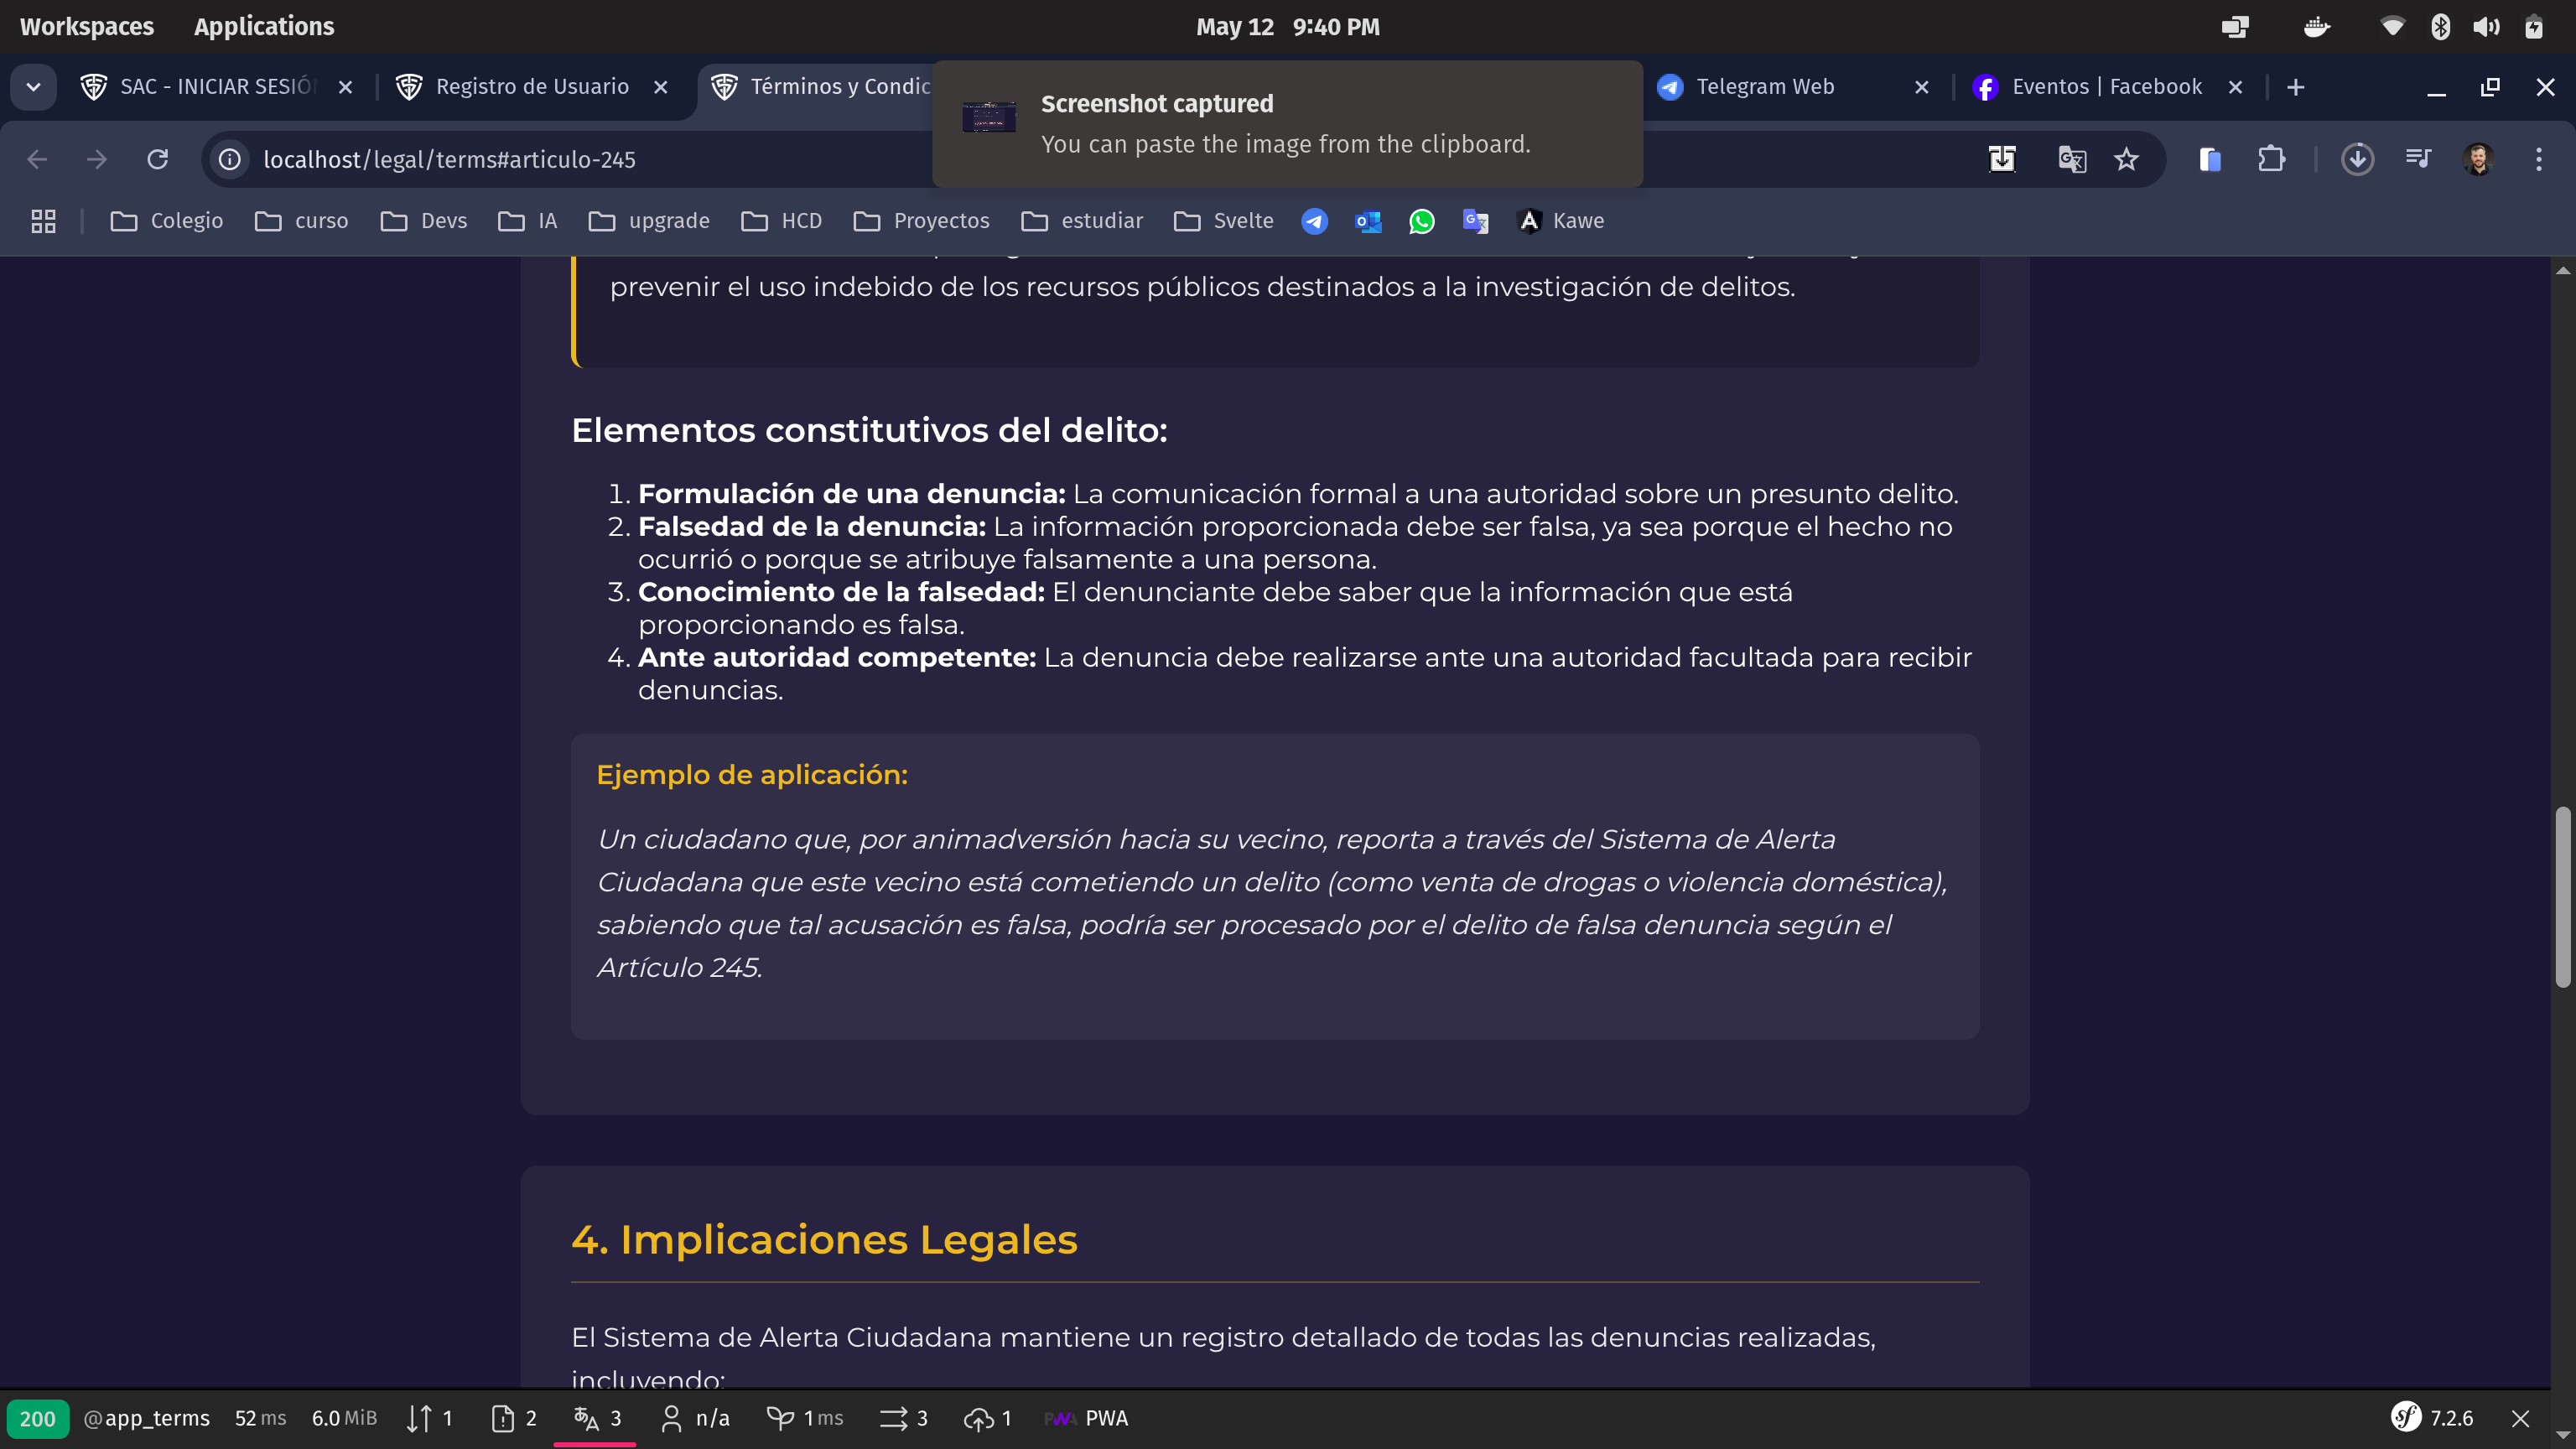 Workspaces Applications May 12 9:40 PM
SAC - INICIAR SESIÓ Registro de Usuario Términos y Condic Telegram Web Eventos | Facebook
Screenshot captured
You can paste the image from the clipboard.
localhost/legal/terms#articulo-245
Colegio curso Devs IA upgrade HCD Proyectos estudiar Svelte Kawe
prevenir el uso indebido de los recursos públicos destinados a la investigación de delitos.
Elementos constitutivos del delito:
1. Formulación de una denuncia: La comunicación formal a una autoridad sobre un presunto delito.
2. Falsedad de la denuncia: La información proporcionada debe ser falsa, ya sea porque el hecho no
ocurrió o porque se atribuye falsamente a una persona.
3. Conocimiento de la falsedad: El denunciante debe saber que la información que está
proporcionando es falsa.
4. Ante autoridad competente: La denuncia debe realizarse ante una autoridad facultada para recibir
denuncias.
Ejemplo de aplicación:
Un ciudadano que, por animadversión hacia su vecino, reporta a través del Sistema de Alerta
Ciudadana que este vecino está cometiendo un delito (como venta de drogas o violencia doméstica),
sabiendo que tal acusación es falsa, podría ser procesado por el delito de falsa denuncia según el
Artículo 245.
4. Implicaciones Legales
El Sistema de Alerta Ciudadana mantiene un registro detallado de todas las denuncias realizadas,
incluyendo:
200 @app_terms 52 ms 6.0 MiB 1 2 3 n/a 1 ms 3 1 PWA PWA sf 7.2.6